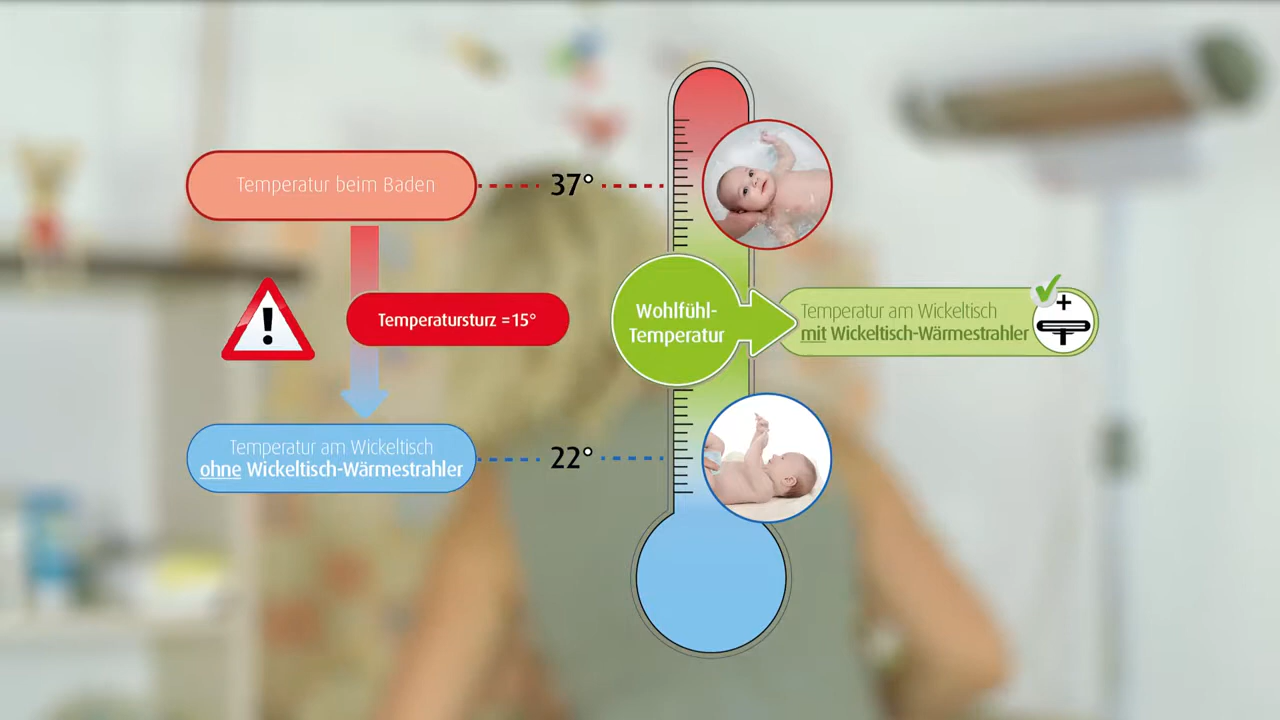 Temperatur beim Baden
37°
Temperatursturz =15°
Wohlfühl-
Temperatur
Temperatur am Wickeltisch
mit Wickeltisch-Wärmestrahler
Temperatur am Wickeltisch
ohne Wickeltisch-Wärmestrahler
22°